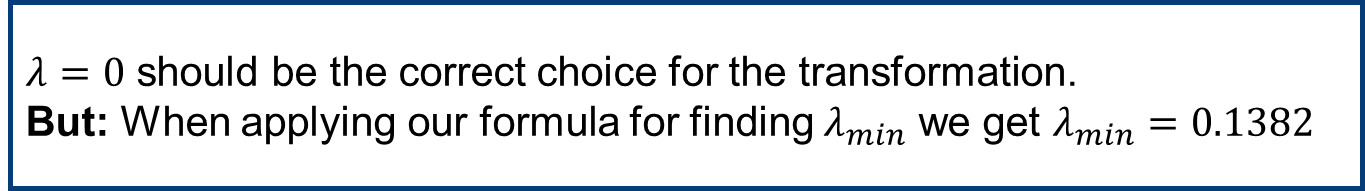 λ = 0 should be the correct choice for the transformation.
But: When applying our formula for finding λ_min we get λ_min = 0.1382